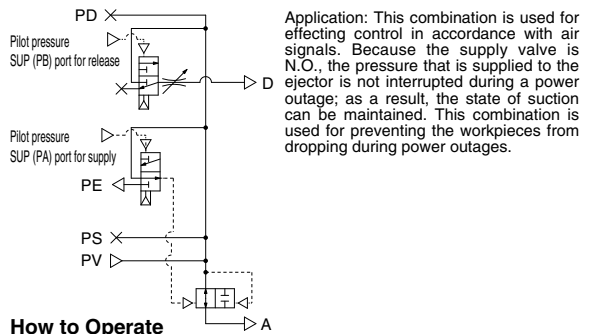 PD
Pilot pressure
SUP (PB) port for release
D
Pilot pressure
SUP (PA) port for supply
PE
PS
PV
A
How to Operate
Application: This combination is used for
effecting control in accordance with air
signals. Because the supply valve is
N.O., the pressure that is supplied to the
ejector is not interrupted during a power
outage; as a result, the state of suction
can be maintained. This combination is
used for preventing the workpieces from
dropping during power outages.